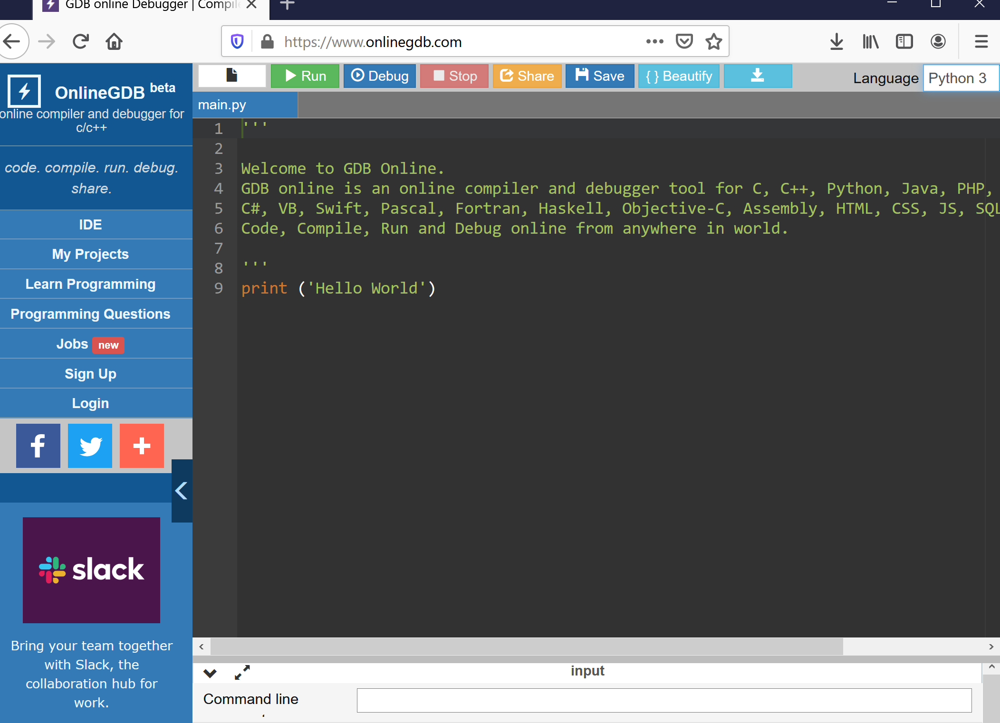 GDB online Debugger | Compile
https://www.onlinegdb.com
OnlineGDB beta
online compiler and debugger for
c/c++
code. compile. run. debug.
share.
IDE
My Projects
Learn Programming
Programming Questions
Jobs new
Sign Up
Login
slack
Bring your team together
with Slack, the
collaboration hub for
work.
Run Debug Stop Share Save { } Beautify Language Python 3
main.py
1 '''
2
3 Welcome to GDB Online.
4 GDB online is an online compiler and debugger tool for C, C++, Python, Java, PHP,
5 C#, VB, Swift, Pascal, Fortran, Haskell, Objective-C, Assembly, HTML, CSS, JS, SQL
6 Code, Compile, Run and Debug online from anywhere in world.
7
8 '''
9 print ('Hello World')
input
Command line